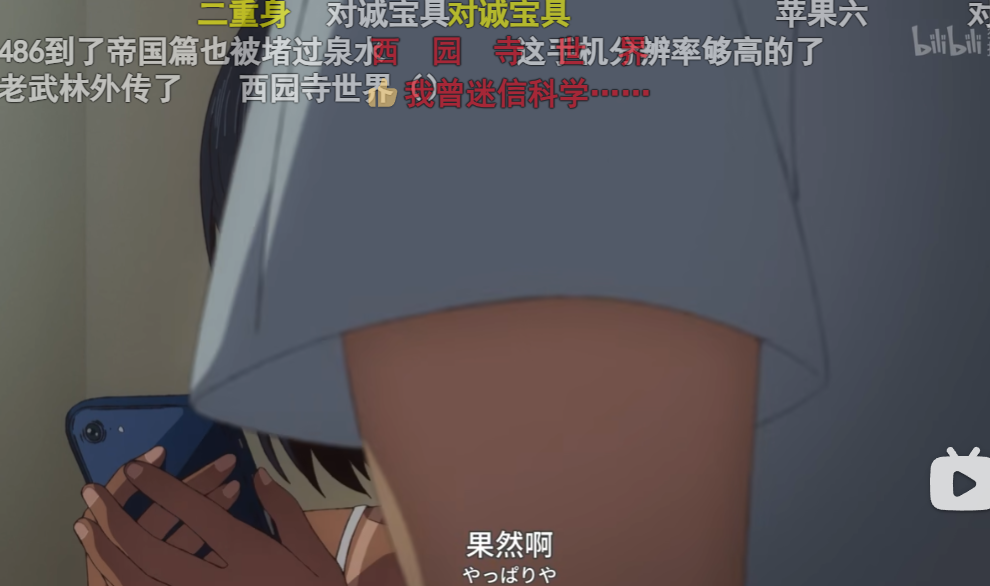 二重身 对诚宝具 对诚宝具 苹果六 对
bilibili
486到了帝国篇也被堵过泉水 西园寺世界 这手机分辨率够高的了
老武林外传了 西园寺世界（） 我曾迷信科学……
果然啊
やっぱりや